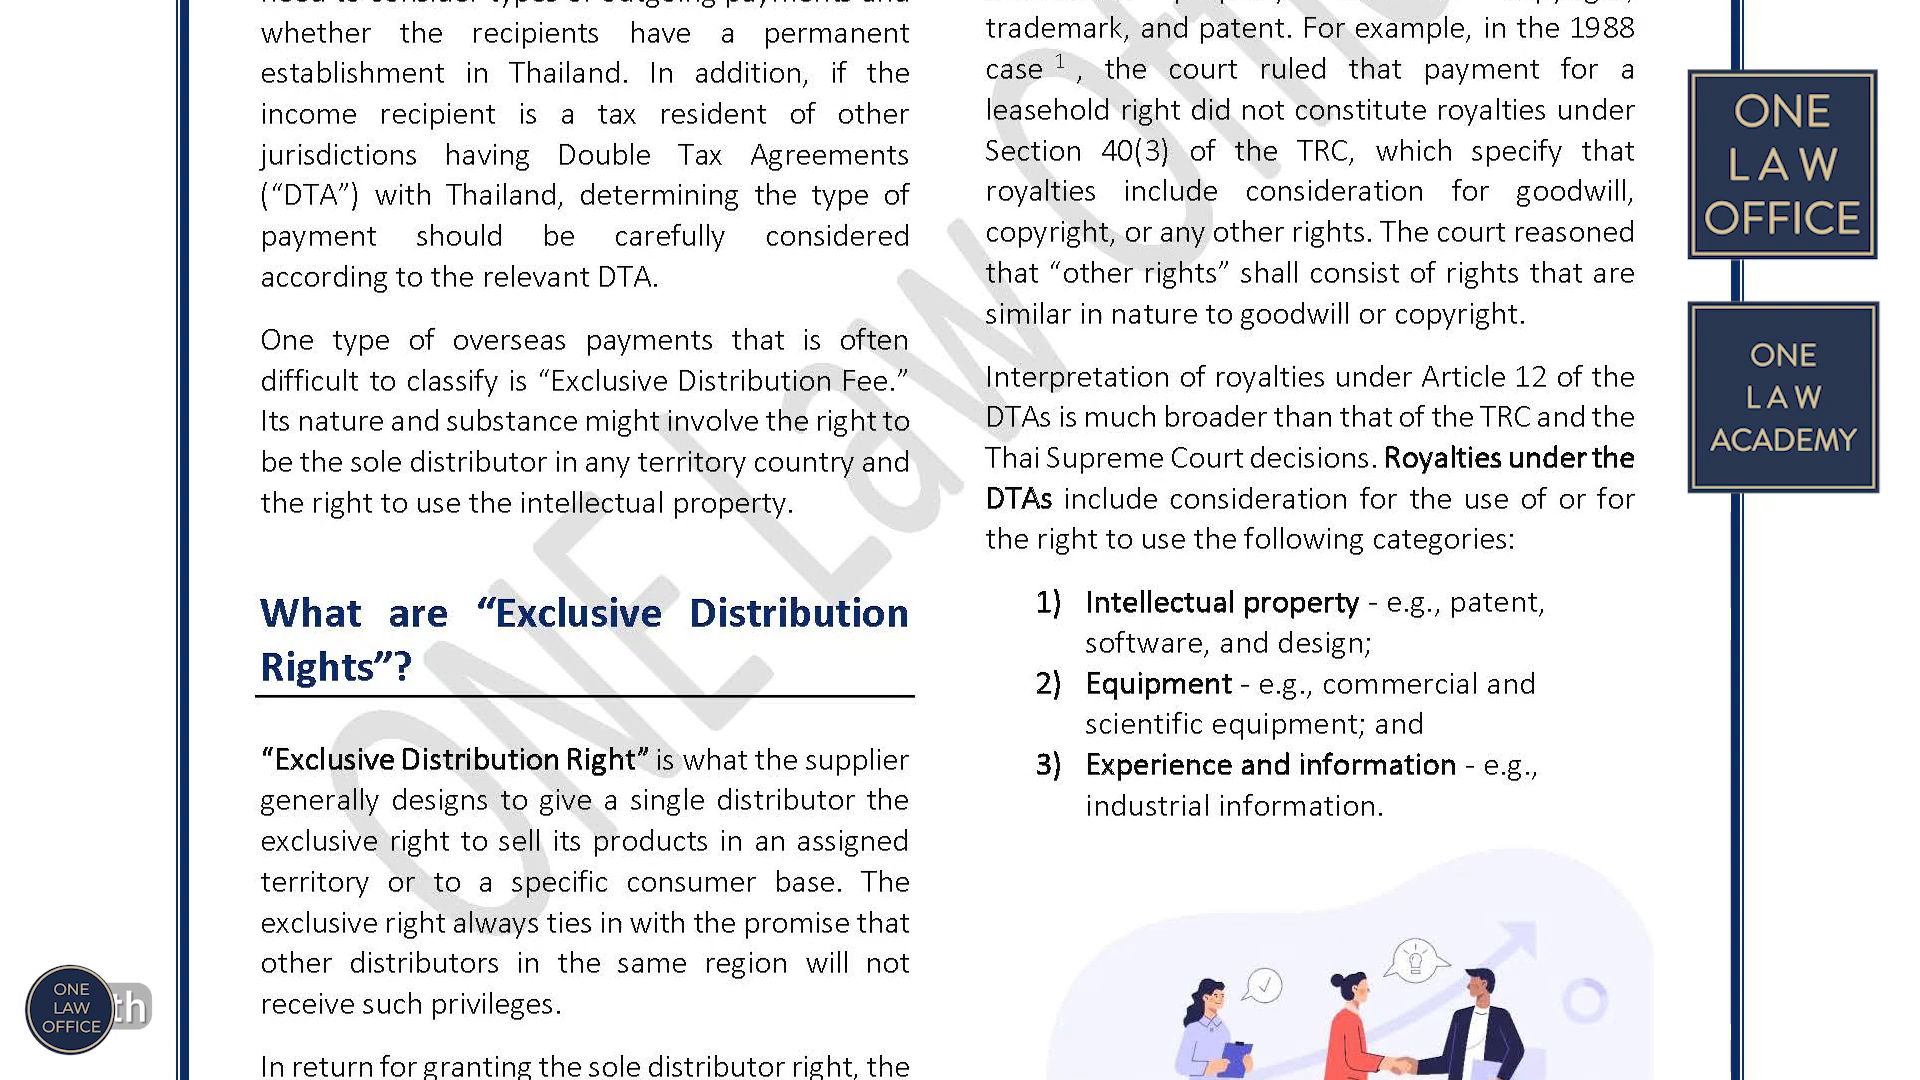 need to consider types of outgoing payments and
whether the recipients have a permanent
establishment in Thailand. In addition, if the
income recipient is a tax resident of other
jurisdictions having Double Tax Agreements
(“DTA”) with Thailand, determining the type of
payment should be carefully considered
according to the relevant DTA.
One type of overseas payments that is often
difficult to classify is “Exclusive Distribution Fee.”
Its nature and substance might involve the right to
be the sole distributor in any territory country and
the right to use the intellectual property.
What are “Exclusive Distribution
Rights”?
“Exclusive Distribution Right” is what the supplier
generally designs to give a single distributor the
exclusive right to sell its products in an assigned
territory or to a specific consumer base. The
exclusive right always ties in with the promise that
other distributors in the same region will not
receive such privileges.
In return for granting the sole distributor right, the
trademark, and patent. For example, in the 1988
case 1 , the court ruled that payment for a
leasehold right did not constitute royalties under
Section 40(3) of the TRC, which specify that
royalties include consideration for goodwill,
copyright, or any other rights. The court reasoned
that “other rights” shall consist of rights that are
similar in nature to goodwill or copyright.
Interpretation of royalties under Article 12 of the
DTAs is much broader than that of the TRC and the
Thai Supreme Court decisions. Royalties under the
DTAs include consideration for the use of or for
the right to use the following categories:
1) Intellectual property - e.g., patent,
software, and design;
2) Equipment - e.g., commercial and
scientific equipment; and
3) Experience and information - e.g.,
industrial information.
ONE
LAW
OFFICE
ONE
LAW
ACADEMY
ONE
LAW
OFFICE
th
ONE Law Office